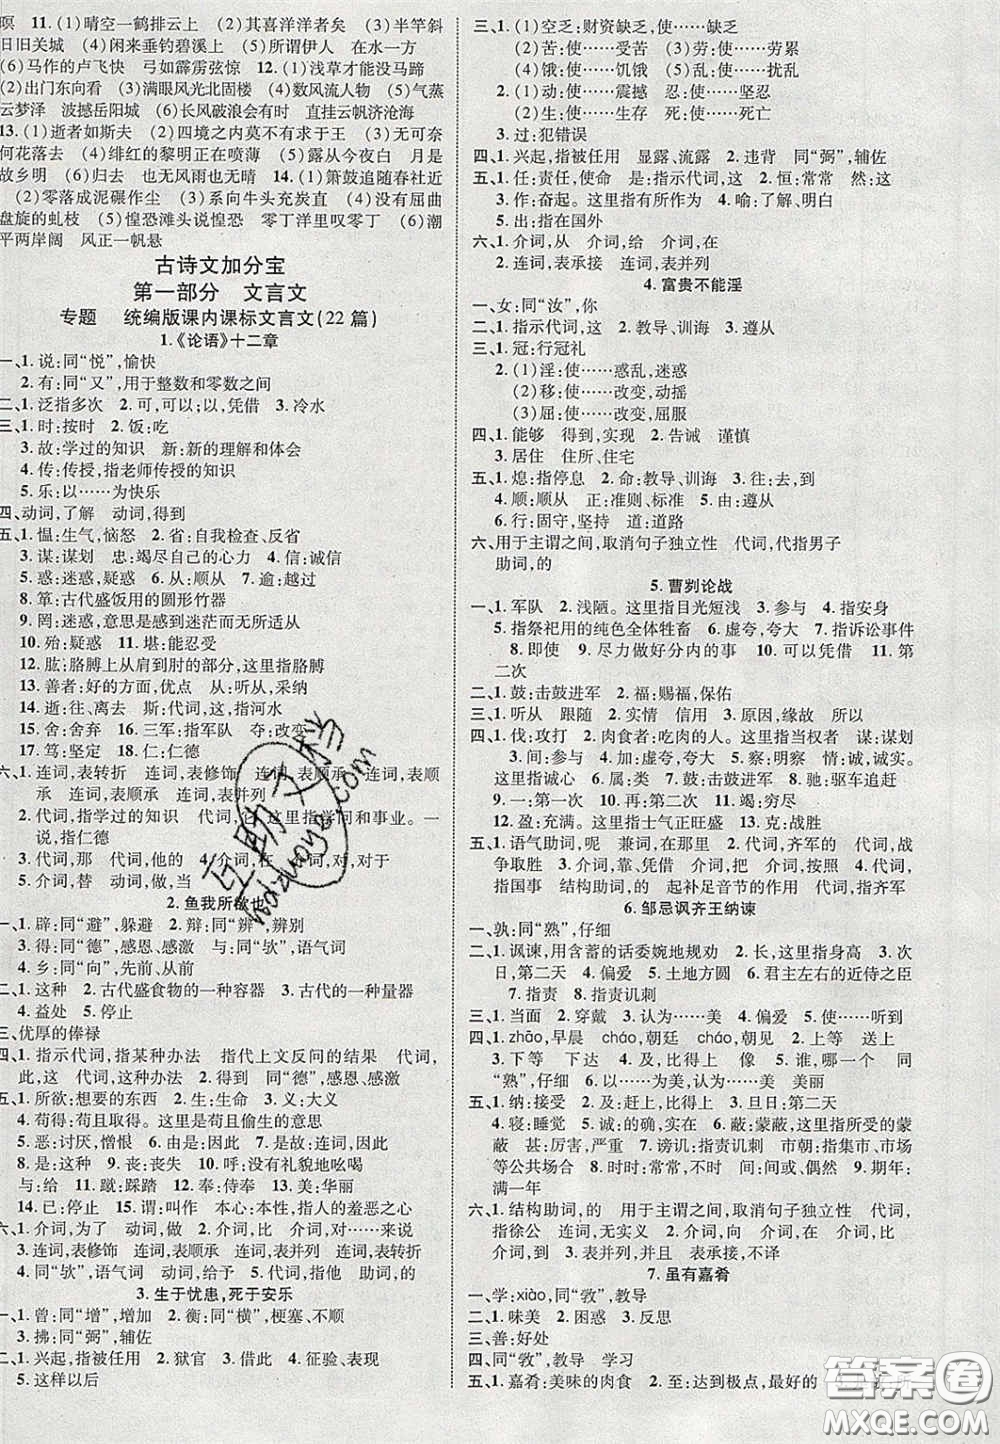 暝　11.(1)晴空一鹤排云上　(2)其喜洋洋者矣　(3)半竿斜
日旧关城　(4)闲来垂钓碧溪上　(5)所谓伊人　在水一方
(6)马作的卢飞快　弓如霹雳弦惊　12.(1)浅草才能没马蹄
(2)出门东向看　(3)满眼风光北固楼　(4)数风流人物　(5)气蒸
云梦泽　波撼岳阳城　(6)长风破浪会有时　直挂云帆济沧海
13.(1)逝者如斯夫　(2)四境之内莫不有求于王　(3)无可奈
何花落去　(4)绯红的黎明正在喷薄　(5)露从今夜白　月是
故乡明　(6)归去　也无风雨也无晴　14.(1)箫鼓追随春社近
(2)零落成泥碾作尘　(3)系向牛头充炭直　(4)没有丑曲
盘旋的虬枝　(5)惶恐滩头说惶恐　零丁洋里叹零丁　(6)潮
平两岸阔　风正一帆悬
古诗文加分宝
第一部分　文言文
专题　统编版课内课标文言文(22篇)
1.《论语》十二章
一、1. 说:同“悦”,愉快
2. 有:同“又”,用于整数和零数之间
二、1. 泛指多次　2. 可,可以;以,凭借　3. 冷水
三、1. 时:按时　2. 饭:吃
3. 故:学过的知识　新:新的理解和体会
4. 传:传授,指老师传授的知识
5. 乐:以……为快乐
四、动词,了解　动词,得到
五、1. 愠:生气,恼怒　2. 省:自我检查、反省
3. 谋:谋划　忠:竭尽自己的心力　4. 信:诚信
5. 惑:迷惑,疑惑　6. 从:顺从　7. 逾:越过
8. 箪:古代盛饭用的圆形竹器
9. 罔:迷惑,意思是感到迷茫而无所适从
10. 殆:疑惑　11. 堪:能忍受
12. 肱:胳膊上从肩到肘的部分,这里指胳膊
13. 善者:好的方面,优点　从:听从,采纳
14. 逝:往、离去　斯:代词,这,指河水
15. 舍:舍弃　16. 三军:指军队　夺:改变
17. 笃:坚定　18. 仁:仁德
六、1. 连词,表转折　连词,表修饰　连词,表顺承　连词,表顺
承　连词,表顺承　连词,表并列
2. 代词,指学过的知识　代词,它,这里指学问和事业。一
说,指仁德
3. 代词,那　代词,他的　4. 介词,在　介词,对,对于
5. 介词,替　动词,做,当
2. 鱼我所欲也
一、1. 辟:同“避”,躲避　2. 辩:同“辨”,辨别
3. 得:同“德”,感恩、感激　与:同“欤”,语气词
4. 乡:同“向”,先前、从前
二、1. 这种　2. 古代盛食物的一种容器　3. 古代的一种量器
4. 益处　5. 停止
三、优厚的俸禄
四、1. 指示代词,指某种办法　指代上文反问的结果　代词,
此,这　代词,这种办法　2. 得到　同“德”,感恩、感激
五、1. 所欲:想要的东西　2. 生:生命　3. 义:大义
4. 苟得:苟且取得。这里是苟且偷生的意思
5. 恶:讨厌、憎恨　6. 由是:因此　7. 是故:连词,因此
8. 是:这种　9. 丧:丧失　10. 呼:没有礼貌地吆喝
与:给　11. 蹴:踩踏　12. 奉:侍奉　13. 美:华丽
14. 已:停止　15. 谓:叫作　本心:本性,指人的羞恶之心
六、1. 介词,为了　动词,做　2. 介词,比　介词,对……来说
3. 连词,表修饰　连词,表顺承　连词,表并列　连词,表转折
4. 同“欤”,语气词　动词,给予　5. 代词,指他　助词,的
3. 生于忧患,死于安乐
一、1. 曾:同“增”,增加　2. 衡:同“横”,梗塞、不顺
3. 拂:同“弼”,辅佐
二、1. 兴起,指被任用　2. 狱官　3. 集市　4. 征验、表现
5. 这样以后
三、1. (1)空乏:财资缺乏　乏:使……缺乏
(2)苦:使……受苦　(3)劳:使……劳累
(4)饿:使……饥饿　乱:使……扰乱
2. (1)动:使……震撼　忍:使……坚忍
(2)生:使……生存　死:使……死亡
3. 过:犯错误
四、1. 兴起,指被任用　显露、流露　2. 违背　同“弼”,辅佐
五、1. 任:责任,使命　是:指示代词,这　2. 恒:常常　然:这
3. 作:奋起。这里指有所作为　4. 喻:了解、明白
5. 出:指在国外
六、1. 介词,从　介词,给　介词,在
2. 连词,表承接　连词,表并列
4. 富贵不能淫
一、女:同“汝”,你
二、1. 指示代词,这　2. 教导、训诲　3. 遵从
三、1. 冠:行冠礼
2. (1)淫:使……惑乱,迷惑
(2)移:使……改变,动摇
(3)屈:使……改变,屈服
四、1. 能够　得到,实现　2. 告诫　谨慎
3. 居住　住所、住宅
五、1. 熄:指停息　2. 命:教导、训诲　3. 往:去,到
4. 顺:顺从　正:准则、标准　5. 由:遵从
6. 行:固守,坚持　道:道路
六、用于主谓之间,取消句子独立性　代词,代指男子
助词,的
5. 曹刿论战
一、1. 军队　2. 浅陋。这里指目光短浅　3. 参与　4. 指安身
5. 指祭祀用的纯色全体牲畜　6. 虚夸,夸大　7. 指诉讼事件
8. 即使　9. 尽力做好分内的事　10. 可以凭借　11. 第
二次
二、1. 鼓:击鼓进军　2. 福:赐福,保佑
三、1. 听从　跟随　2. 实情　信用　3. 原因,缘故　所以
四、1. 伐:攻打　2. 肉食者:吃肉的人。这里指当权者　谋:谋划
3. 间:参与　4. 加:虚夸,夸大　5. 察:明察　情:诚,诚实。
这里指诚心　6. 属:类　7. 鼓:击鼓进军　8. 驰:驱车追赶
9. 一:第一次　10. 再:第二次　11. 竭:穷尽
12. 盈:充满。这里指士气正旺盛　13. 克:战胜
五、1. 语气助词,呢　兼词,在那里　2. 代词,齐军的　代词,战
争取胜　3. 介词,靠、凭借　介词,把　介词,按照　4. 代词,
指国事　结构助词,的　起补足音节的作用　代词,指齐军
6. 邹忌讽齐王纳谏
一、孰:同“熟”,仔细
二、1. 讽谏,用含蓄的话委婉地规劝　2. 长,这里指身高　3. 次
日,第二天　4. 偏爱　5. 土地方圆　6. 君主左右的近侍之臣
7. 指责　8. 指责讥刺
三、1. 当面　2. 穿戴　3. 认为……美　4. 偏爱　5. 使……听到
四、1. zhāo,早晨　cháo,朝廷　cháo,朝见　2. 上等　送上
3. 下等　下达　4. 及,比得上　像　5. 谁,哪一个　同
“熟”,仔细　6. 以……为美,认为……美　美丽
五、1. 纳:接受　2. 及:赶上,比得上　3. 旦日:第二天
4. 寝:睡觉　5. 诚:的确,实在　6. 蒙蔽,这里指所受的蒙
蔽　甚:厉害,严重　7. 谤讥:指责讥刺　市朝:指集市、市场
等公共场合　8. 时时:常常,不时　间:间或、偶然　9. 期年:
满一年
六、1. 结构助词,的　用于主谓之间,取消句子独立性　代词,
指徐公　连词,无实义　2. 介词,与　介词,在　介词,比
介词,到　3. 表并列,并且　表承接,不译
7. 虽有嘉肴
一、学:xiào,同“敩”,教导
二、1. 味美　2. 困惑　3. 反思
三、善:好处
四、同“敩”,教导　学习
五、1. 嘉肴:美味的肉食　2. 至:达到极点,最好的
互助文档
答案圈
MXQE.COM